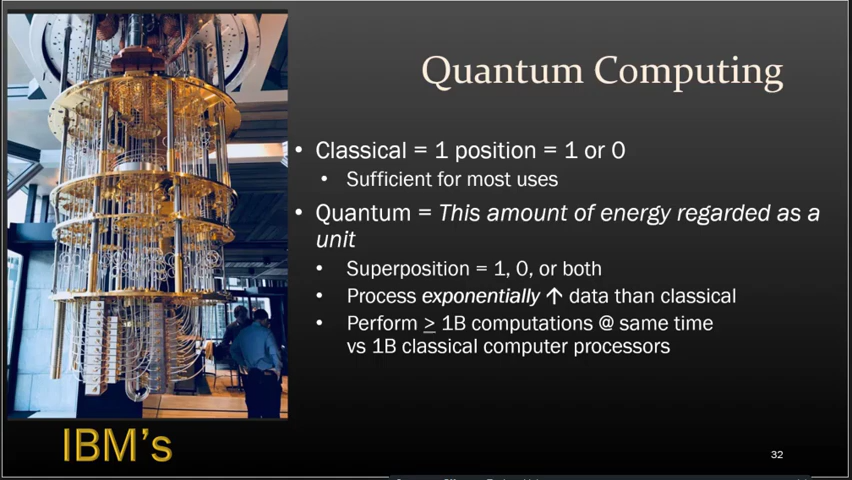 Quantum Computing
• Classical = 1 position = 1 or 0
• Sufficient for most uses
• Quantum = This amount of energy regarded as a
unit
• Superposition = 1, 0, or both
• Process exponentially ↑ data than classical
• Perform ≥ 1B computations @ same time
vs 1B classical computer processors
IBM's
32